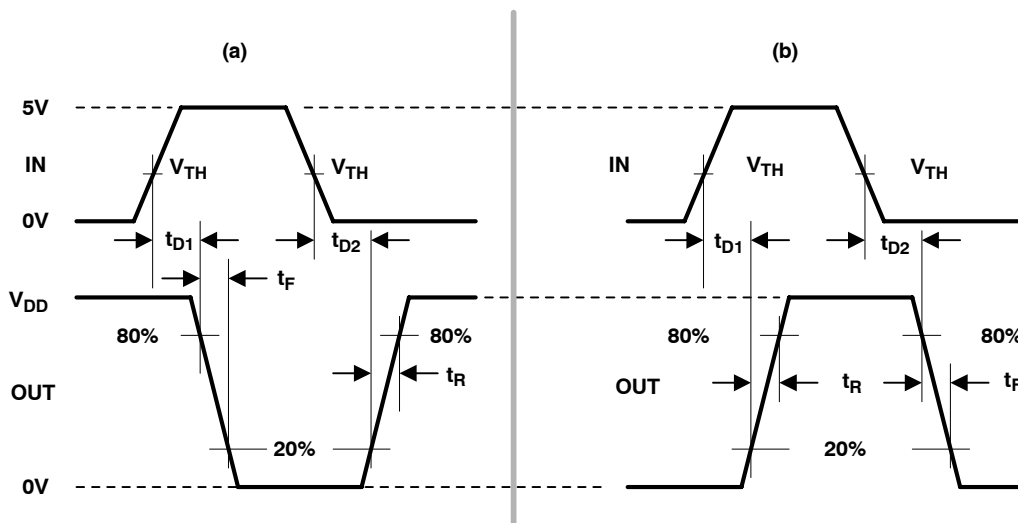 (a)
(b)
5V
IN
V_TH
V_TH
IN
V_TH
V_TH
0V
t_D1
t_D2
t_D1
t_D2
t_F
V_DD
80%
80%
80%
80%
OUT
t_R
OUT
t_R
20%
20%
0V